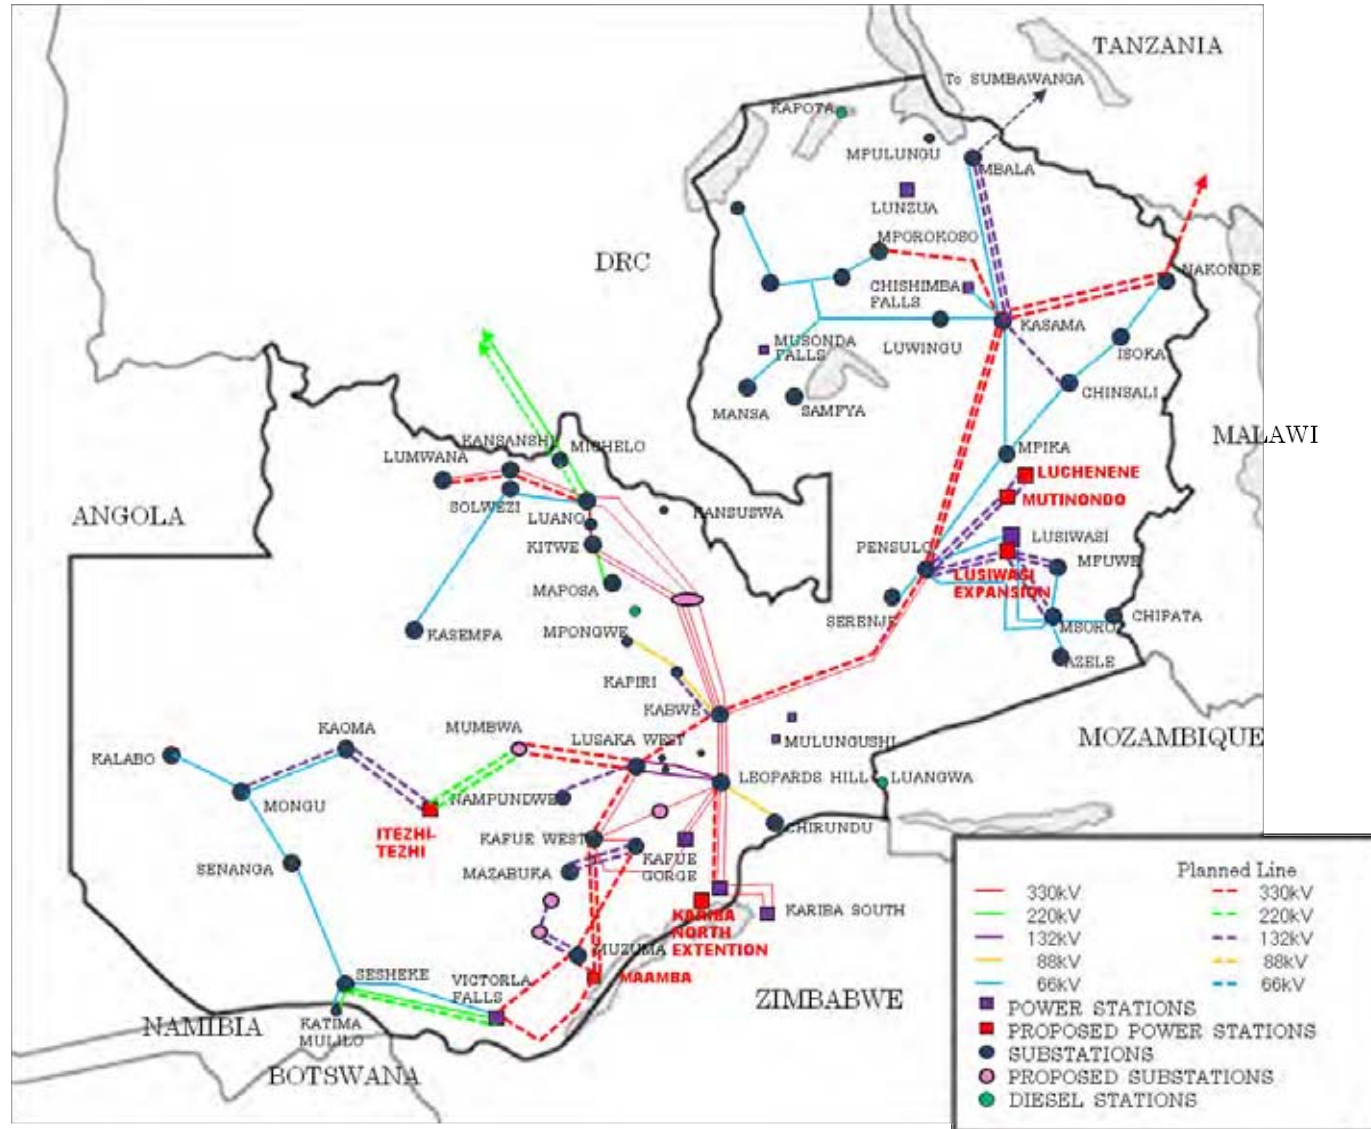 TANZANIA
To SUMBAWANGA
KAPOTA
MPULUNGU
MBALA
LUNZUA
MPOROKOSO
DRC
NAKONDE
CHISHIMBA
FALLS
KASAMA
MUSONDA
FALLS
LUWINGU
ISOKA
CHINSALI
MANSA
SAMFYA
MALAWI
KANSANSHI
MICHELO
MPIKA
LUMWANA
LUCHENENE
MUTINONDO
SOLWEZI
LUANO
KANSUSWA
ANGOLA
LUSIWASI
KITWE
PENSULO
MFUWE
LUSIWASI
EXPANSION
MAPOSA
SERENJE
CHIPATA
MSORO
KASEMPA
MPONGWE
AZELE
KAPIRI
KABWE
KAOMA
MUMBWA
LUSAKA WEST
MULUNGUSHI
MOZAMBIQUE
KALABO
LEOPARDS HILL
LUANGWA
MONGU
NAMPUNDWE
ITEZHI-
TEZHI
KAFUE WEST
CHIRUNDU
SENANGA
MAZABUKA
KAFUE
GORGE
KARIBA
NORTH
EXTENTION
KARIBA SOUTH
MUZUMA
SESHEKE
VICTORIA
FALLS
MAAMBA
ZIMBABWE
NAMIBIA
KATIMA
MULILO
BOTSWANA
Planned Line
330kV 330kV
220kV 220kV
132kV 132kV
88kV 88kV
66kV 66kV
POWER STATIONS
PROPOSED POWER STATIONS
SUBSTATIONS
PROPOSED SUBSTATIONS
DIESEL STATIONS